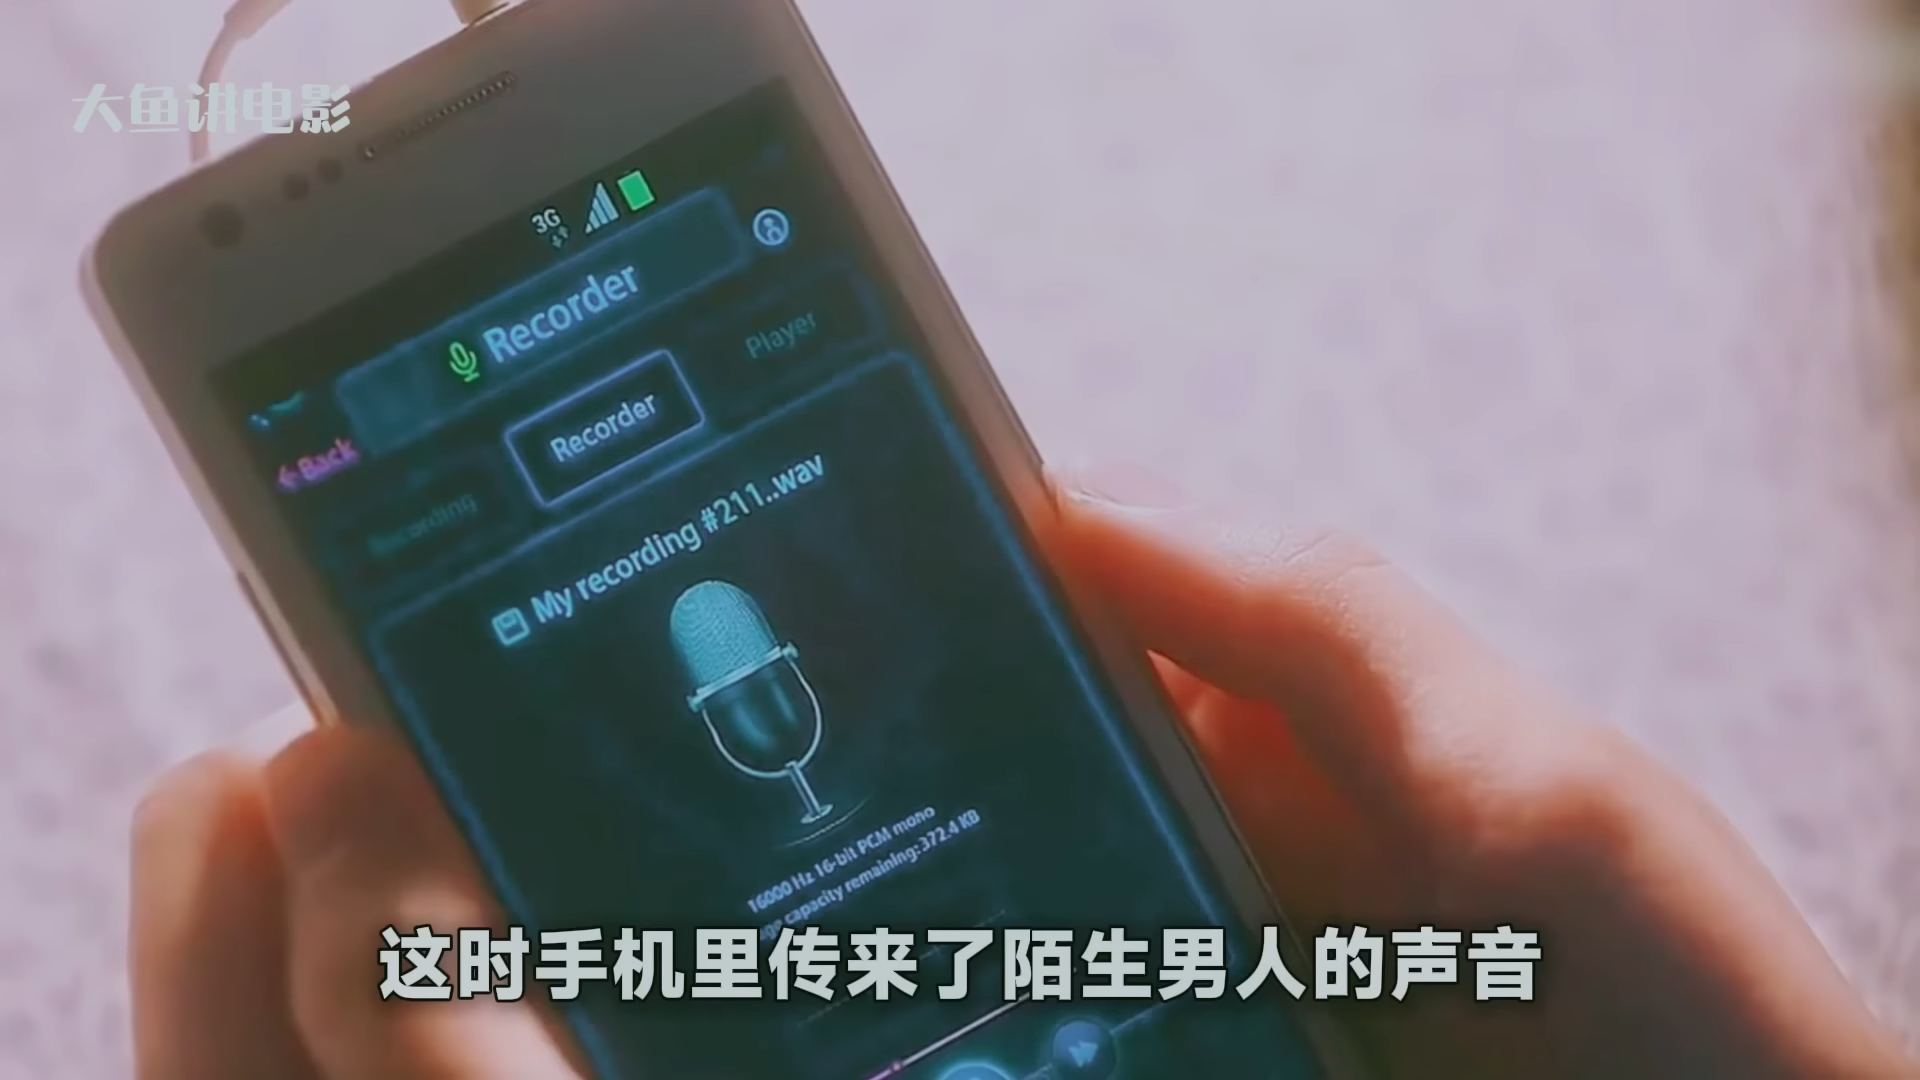 大鱼讲电影
3G
Recorder
Back
Recording
Recorder
Player
My recording #211..wav
16000 Hz 16-bit PCM mono
capacity remaining: 372.4 KB
这时手机里传来了陌生男人的声音